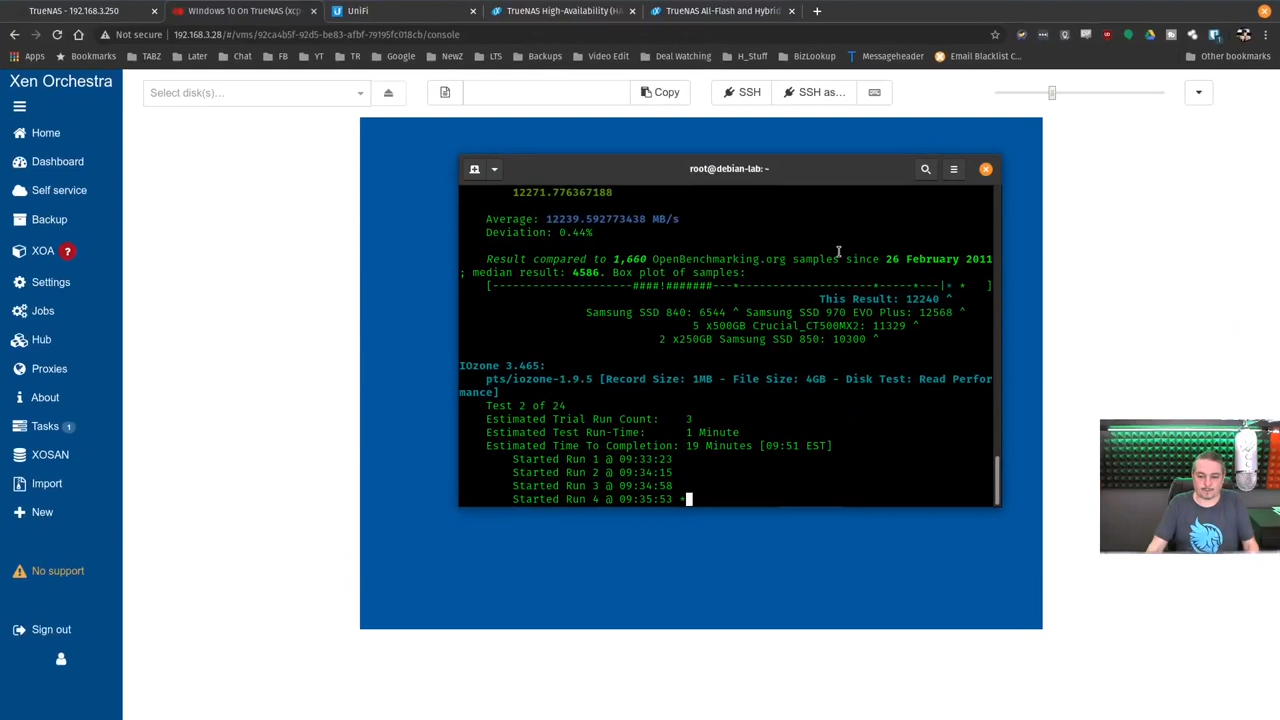 TrueNAS - 192.168.3.250
Windows 10 On TrueNAS (xcp
UniFi
TrueNAS High-Availability (HA
TrueNAS All-Flash and Hybrid
Not secure
192.168.3.28/#/vms/92ca4b5f-92d5-be83-afbf-79195fc018cb/console
Apps
Bookmarks
TABZ
Later
Chat
FB
YT
TR
Google
NewZ
LTS
Backups
Video Edit
Deal Watching
H_Stuff
BizLookup
Messageheader
Email Blacklist C...
Other bookmarks
Xen Orchestra
Select disk(s)...
Copy
SSH
SSH as...
Home
Dashboard
Self service
Backup
XOA ?
Settings
Jobs
Hub
Proxies
About
Tasks 1
XOSAN
Import
New
No support
Sign out
root@debian-lab: ~
12271.776367188
Average: 12239.592773438 MB/s
Deviation: 0.44%
Result compared to 1,660 OpenBenchmarking.org samples since 26 February 2011
; median result: 4586. Box plot of samples:
[---------------------####!#######---*---------------------*-----*---|* *   ]
This Result: 12240 ^
Samsung SSD 840: 6544 ^ Samsung SSD 970 EVO Plus: 12568 ^
5 x500GB Crucial_CT500MX2: 11329 ^
2 x250GB Samsung SSD 850: 10300 ^
IOzone 3.465:
pts/iozone-1.9.5 [Record Size: 1MB - File Size: 4GB - Disk Test: Read Perfor
mance]
Test 2 of 24
Estimated Trial Run Count: 3
Estimated Test Run-Time: 1 Minute
Estimated Time To Completion: 19 Minutes [09:51 EST]
Started Run 1 @ 09:33:23
Started Run 2 @ 09:34:15
Started Run 3 @ 09:34:58
Started Run 4 @ 09:35:53 *